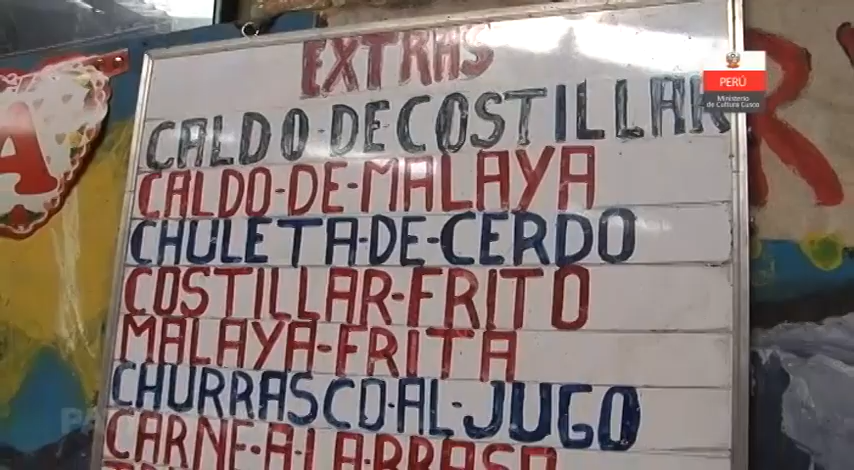 EXTRAS
CALDO-DE COSTILLAR
CALDO-DE-MALAYA
CHULETA-DE-CERDO
COSTILLAR-FRITO
MALAYA-FRITA
CHURRASCO-AL-JUGO
CARNE-A-LA-BRASA
PERÚ
Ministerio
de Cultura Cusco
A